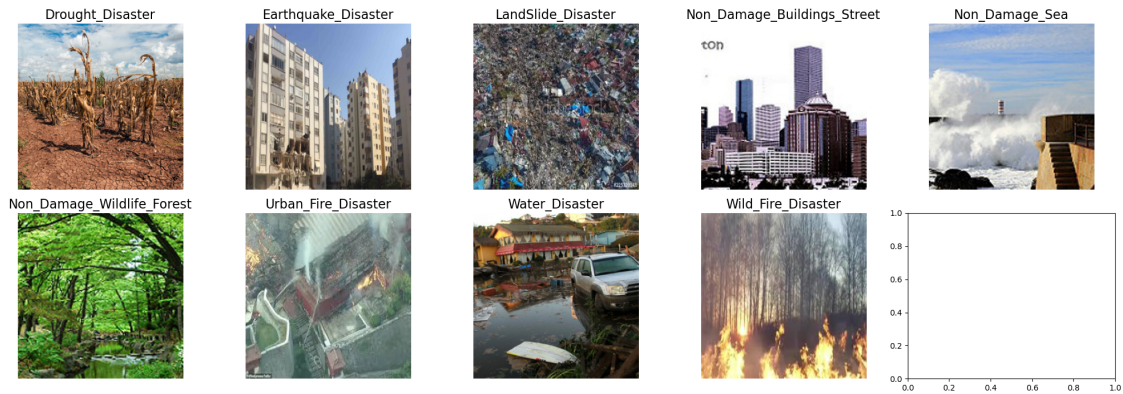 Drought_Disaster
Earthquake_Disaster
LandSlide_Disaster
Non_Damage_Buildings_Street
Non_Damage_Sea
ton
Non_Damage_Wildlife_Forest
Urban_Fire_Disaster
Water_Disaster
Wild_Fire_Disaster
1.0
0.8
0.6
0.4
0.2
0.0
0.0 0.2 0.4 0.6 0.8 1.0